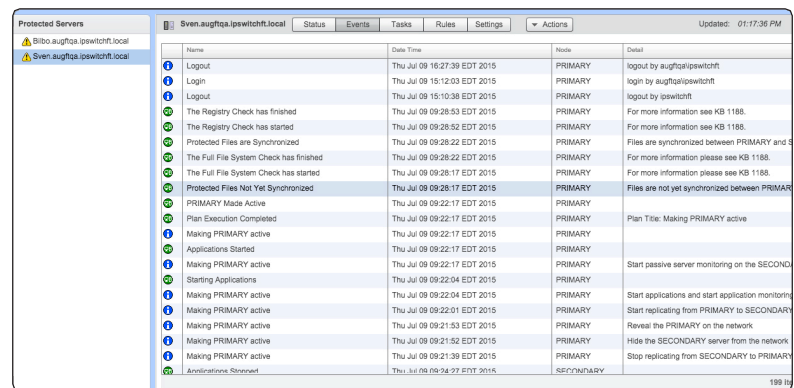 Protected Servers
Bilbo.augftqa.ipswitchft.local
Sven.augftqa.ipswitchft.local
Sven.augftqa.ipswitchft.local Status Events Tasks Rules Settings Actions Updated: 01:17:36 PM
Name Date Time Node Detail
Logout Thu Jul 09 16:27:39 EDT 2015 PRIMARY logout by augftqa\ipswitchft
Login Thu Jul 09 15:12:03 EDT 2015 PRIMARY login by augftqa\ipswitchft
Logout Thu Jul 09 15:10:38 EDT 2015 PRIMARY logout by ipswitchft
The Registry Check has finished Thu Jul 09 09:28:53 EDT 2015 PRIMARY For more information see KB 1188.
The Registry Check has started Thu Jul 09 09:28:52 EDT 2015 PRIMARY For more information see KB 1188.
Protected Files are Synchronized Thu Jul 09 09:28:22 EDT 2015 PRIMARY Files are synchronized between PRIMARY and S
The Full File System Check has finished Thu Jul 09 09:28:22 EDT 2015 PRIMARY For more information please see KB 1188.
The Full File System Check has started Thu Jul 09 09:28:17 EDT 2015 PRIMARY For more information please see KB 1188.
Protected Files Not Yet Synchronized Thu Jul 09 09:28:17 EDT 2015 PRIMARY Files are not yet synchronized between PRIMAR
PRIMARY Made Active Thu Jul 09 09:22:17 EDT 2015 PRIMARY
Plan Execution Completed Thu Jul 09 09:22:17 EDT 2015 PRIMARY Plan Title: Making PRIMARY active
Making PRIMARY active Thu Jul 09 09:22:17 EDT 2015 PRIMARY
Applications Started Thu Jul 09 09:22:17 EDT 2015 PRIMARY
Making PRIMARY active Thu Jul 09 09:22:17 EDT 2015 PRIMARY Start passive server monitoring on the SECONDA
Starting Applications Thu Jul 09 09:22:04 EDT 2015 PRIMARY
Making PRIMARY active Thu Jul 09 09:22:04 EDT 2015 PRIMARY Start applications and start application monitoring
Making PRIMARY active Thu Jul 09 09:22:01 EDT 2015 PRIMARY Start replicating from PRIMARY to SECONDARY
Making PRIMARY active Thu Jul 09 09:21:53 EDT 2015 PRIMARY Reveal the PRIMARY on the network
Making PRIMARY active Thu Jul 09 09:21:52 EDT 2015 PRIMARY Hide the SECONDARY server from the network
Making PRIMARY active Thu Jul 09 09:21:39 EDT 2015 PRIMARY Stop replicating from SECONDARY to PRIMARY
Applications Stopped Thu Jul 09 09:24:27 EDT 2015 SECONDARY
199 Ite